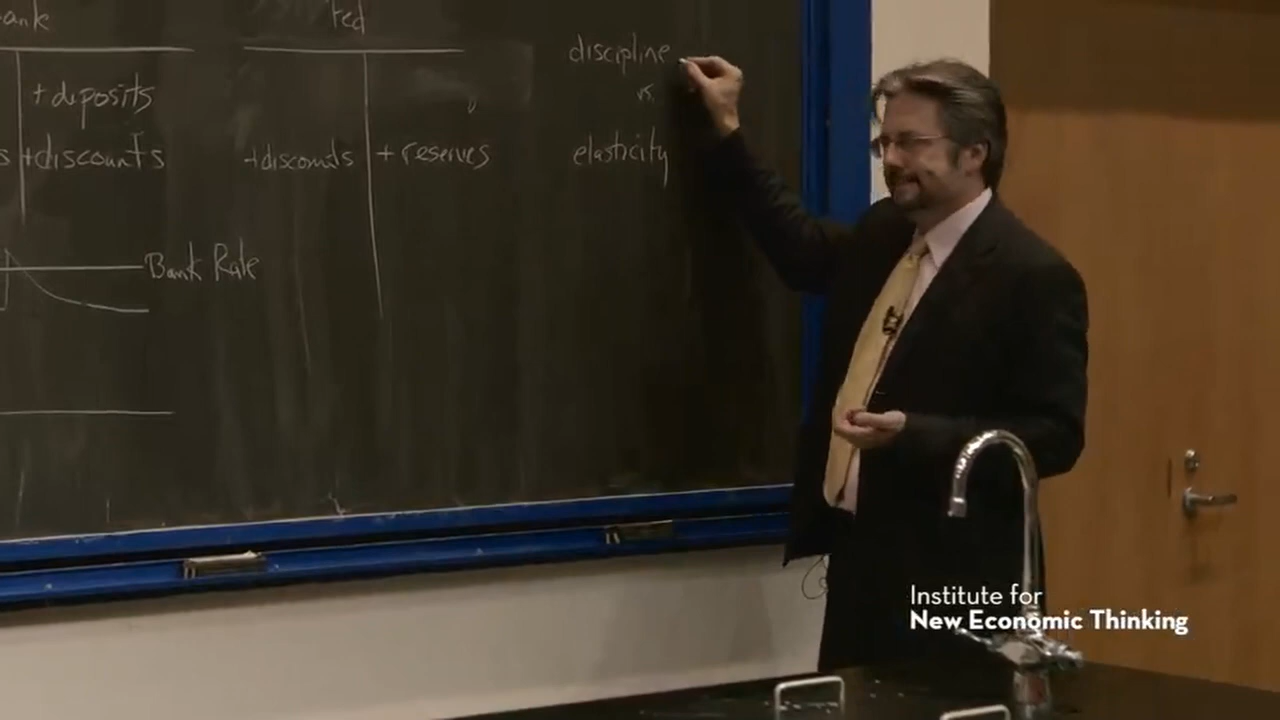 ank
Fed
discipline
vs.
+deposits
s
+discounts
+discounts
+reserves
elasticity
Bank Rate
Institute for
New Economic Thinking